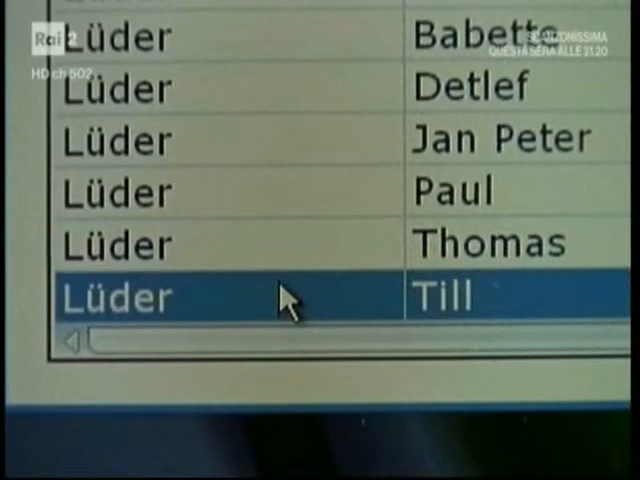 Rai 2
HD ch 502
SCANZONISSIMA
QUESTA SERA ALLE 21.20
Lüder Babette
Lüder Detlef
Lüder Jan Peter
Lüder Paul
Lüder Thomas
Lüder Till